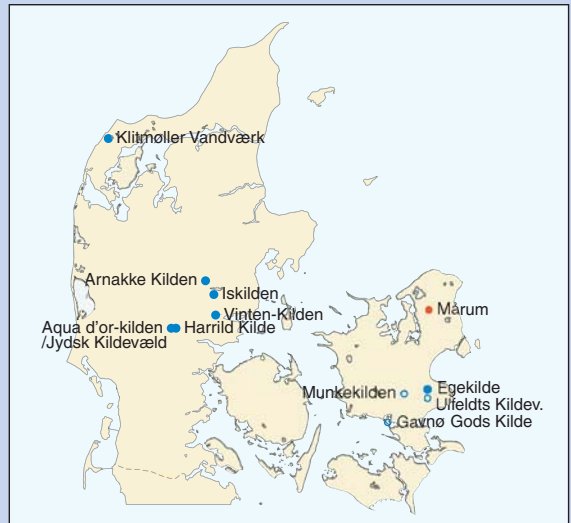 Klitmøller Vandværk
Arnakke Kilden
Iskilden
Vinten-Kilden
Aqua d'or-kilden
/Jydsk Kildevæld
Harrild Kilde
Mårum
Egekilde
Munkekilden
Ulfeldts Kildev.
Gavnø Gods Kilde